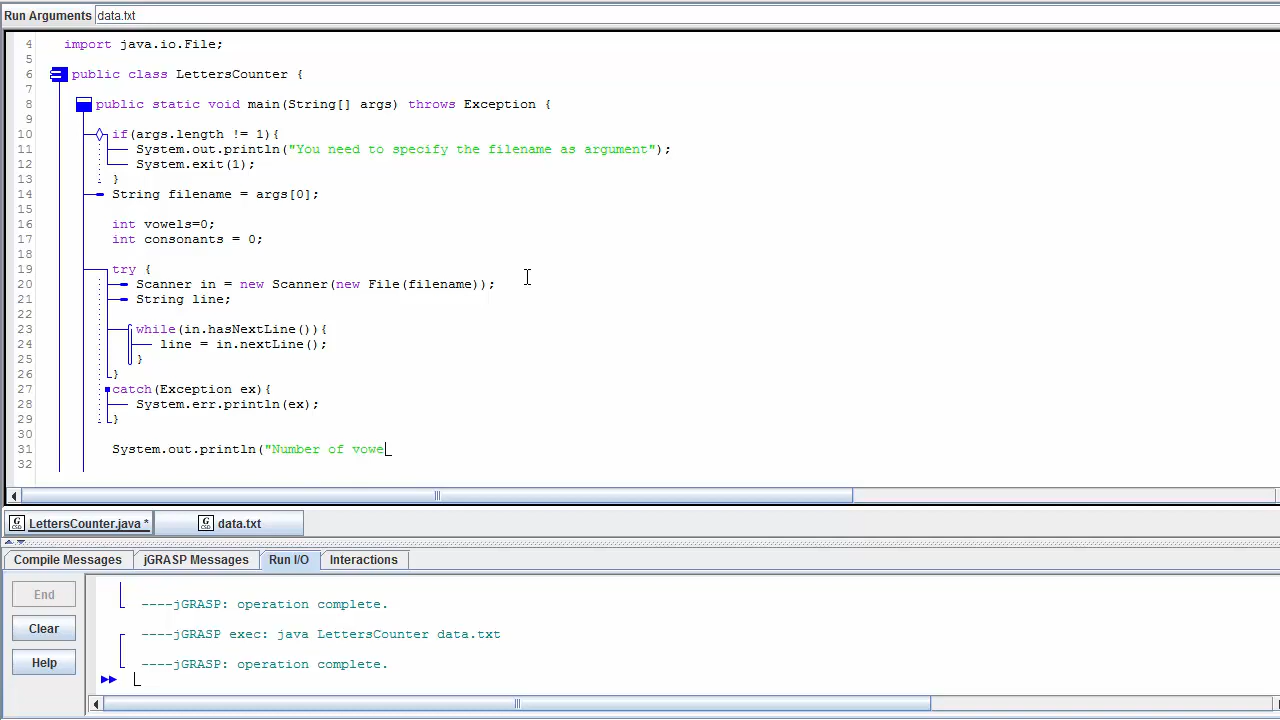 Run Arguments data.txt
4 import java.io.File;
5
6 public class LettersCounter {
7
8 public static void main(String[] args) throws Exception {
9
10 if(args.length != 1){
11 System.out.println("You need to specify the filename as argument");
12 System.exit(1);
13 }
14 String filename = args[0];
15
16 int vowels=0;
17 int consonants = 0;
18
19 try {
20 Scanner in = new Scanner(new File(filename));
21 String line;
22
23 while(in.hasNextLine()){
24 line = in.nextLine();
25 }
26 }
27 catch(Exception ex){
28 System.err.println(ex);
29 }
30
31 System.out.println("Number of vowe
32
LettersCounter.java * data.txt
Compile Messages jGRASP Messages Run I/O Interactions
End
Clear
Help
----jGRASP: operation complete.
----jGRASP exec: java LettersCounter data.txt
----jGRASP: operation complete.